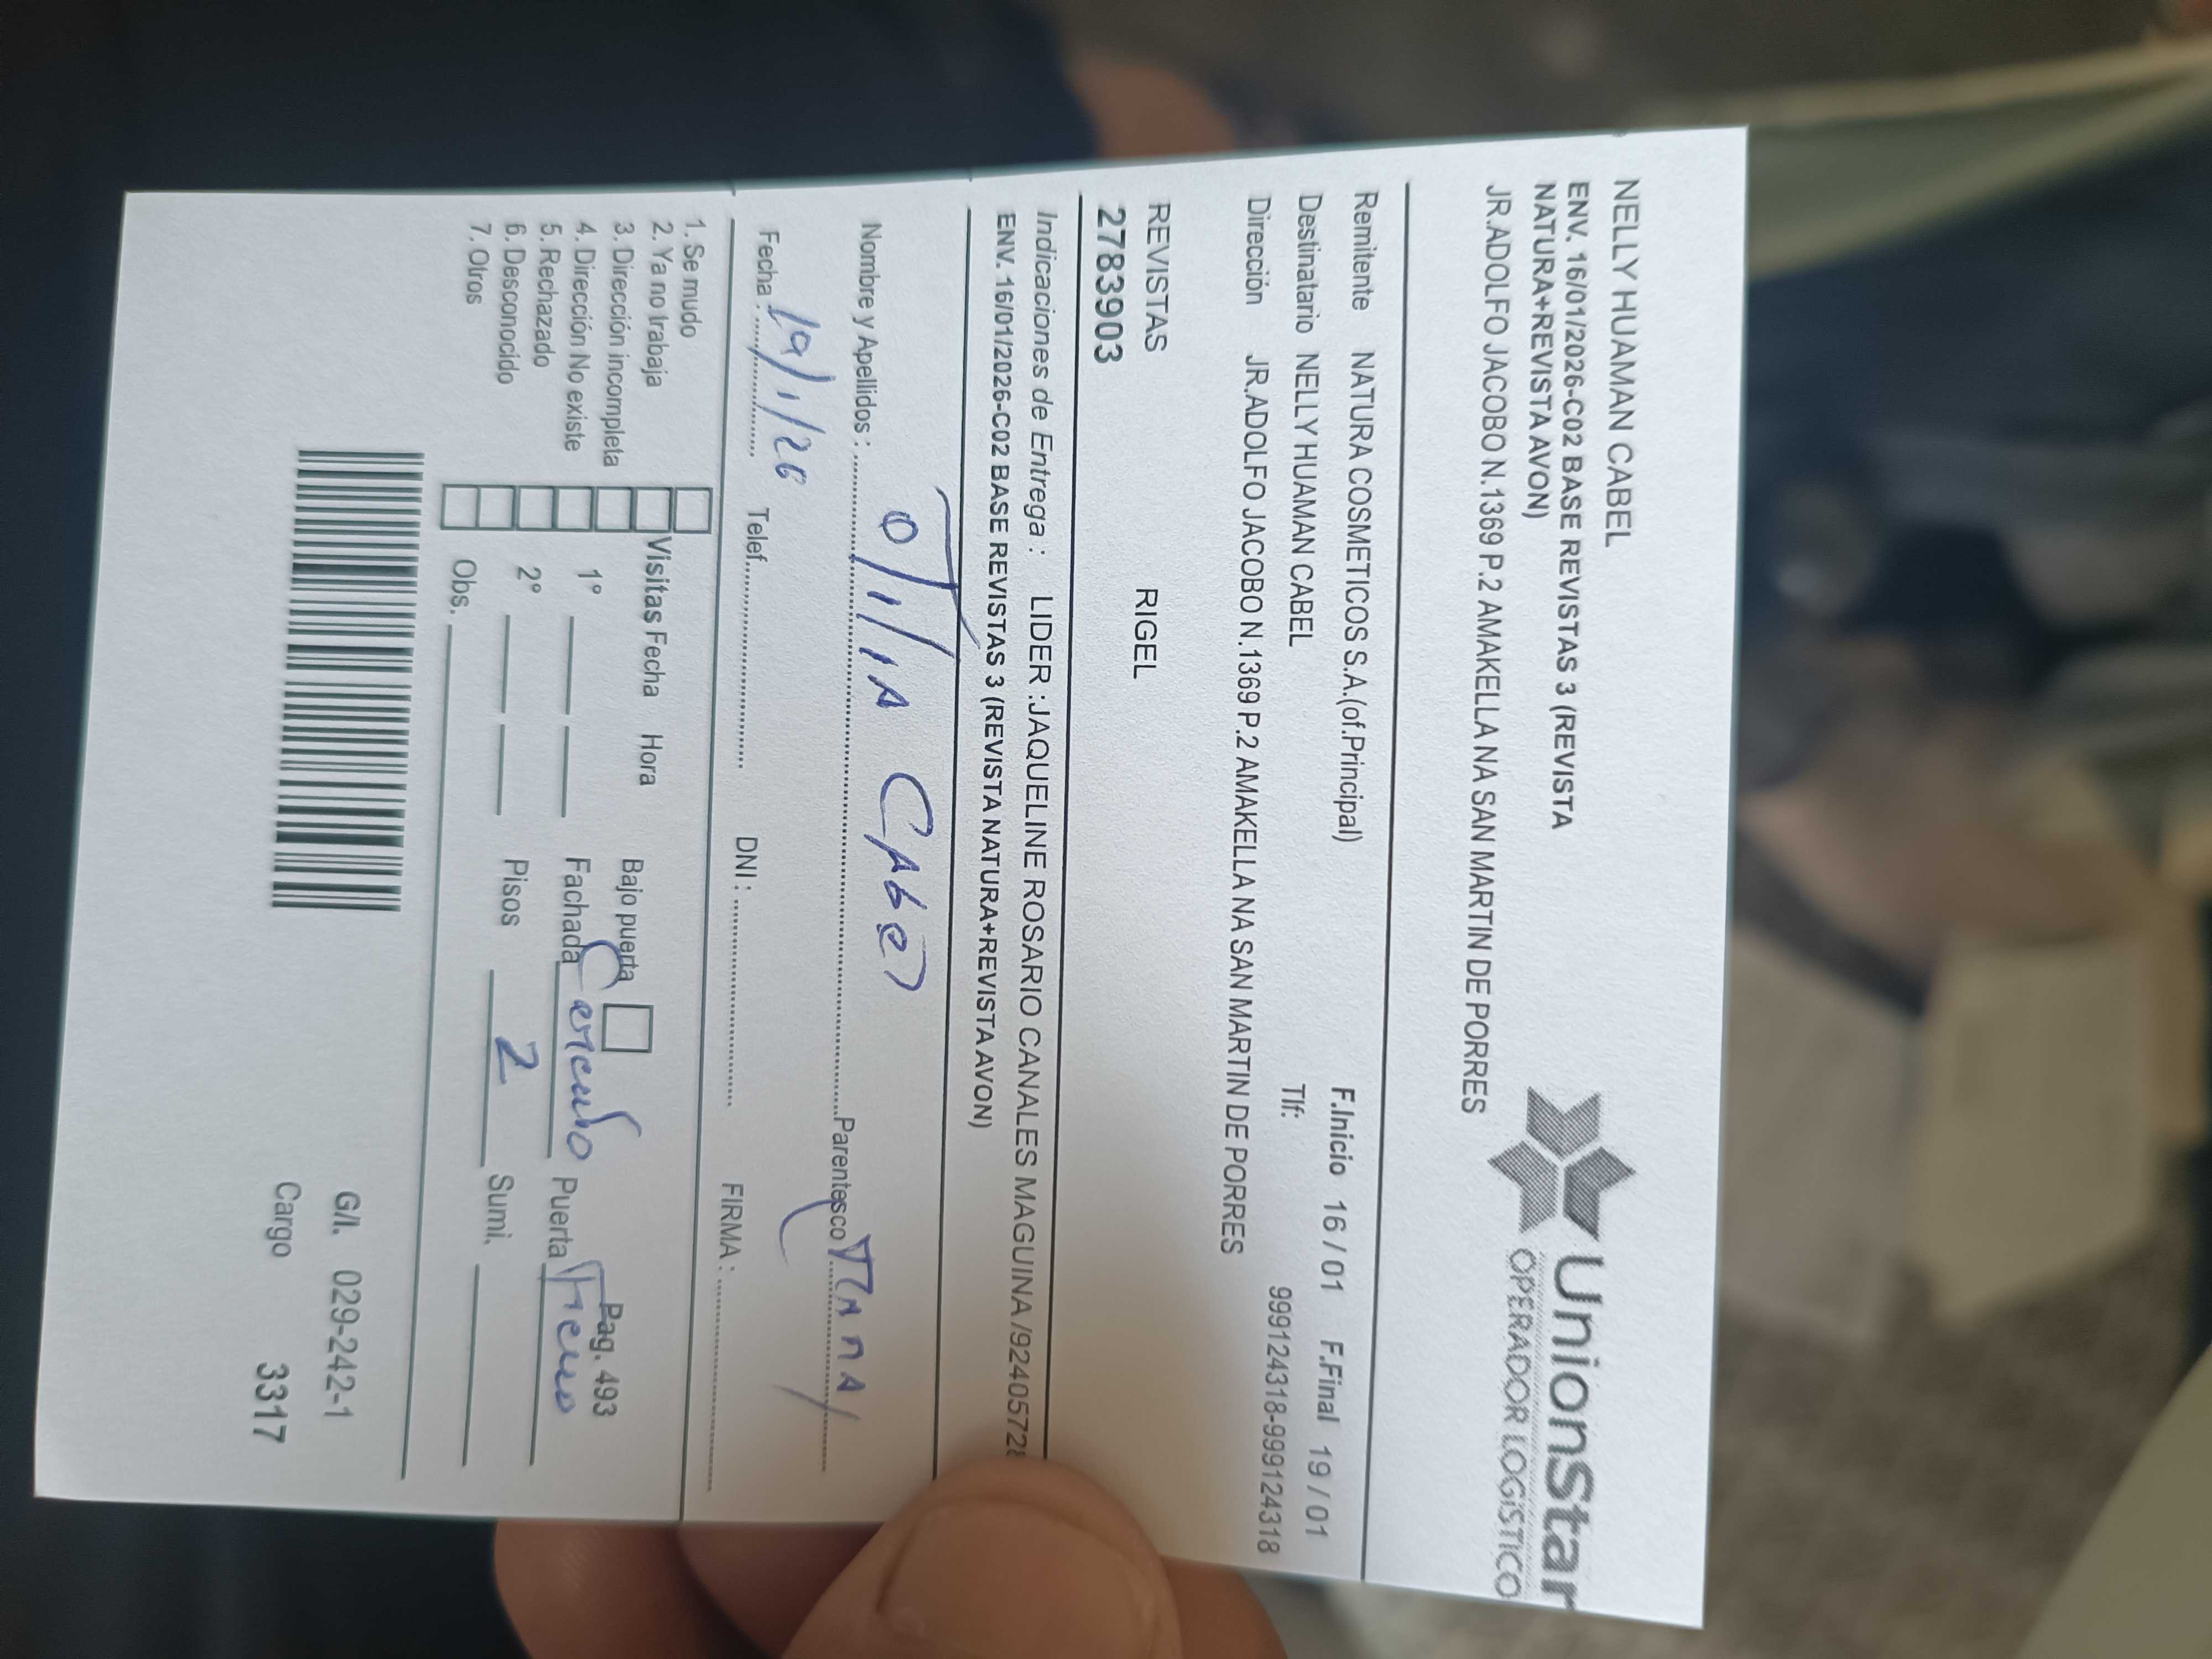 NELLY HUAMAN CABEL
ENV. 16/01/2026-C02 BASE REVISTAS 3 (REVISTA
NATURA+REVISTA AVON)
JR.ADOLFO JACOBO N.1369 P.2 AMAKELLA NA SAN MARTIN DE PORRES
UnionStar
OPERADOR LOGISTICO
Remitente NATURA COSMETICOS S.A.(of.Principal) F.Inicio 16 / 01 F.Final 19 / 01
Destinatario NELLY HUAMAN CABEL Tlf: 999124318-999124318
Dirección JR.ADOLFO JACOBO N.1369 P.2 AMAKELLA NA SAN MARTIN DE PORRES
REVISTAS RIGEL
2783903
Indicaciones de Entrega : LIDER :JAQUELINE ROSARIO CANALES MAGUINA /92405728
ENV. 16/01/2026-C02 BASE REVISTAS 3 (REVISTA NATURA+REVISTA AVON)
Nombre y Apellidos : CAbel Parentesco
Fecha : 19/1/26 Telef. DNI : FIRMA :
1. Se mudo
2. Ya no trabaja
3. Dirección incompleta
4. Dirección No existe
5. Rechazado
6. Desconocido
7. Otros
Visitas Fecha Hora
1°
2°
Obs.
Bajo puerta Pag. 493
Fachada Puerta
Pisos 2 Sumi.
G/I. 029-242-1
Cargo 3317